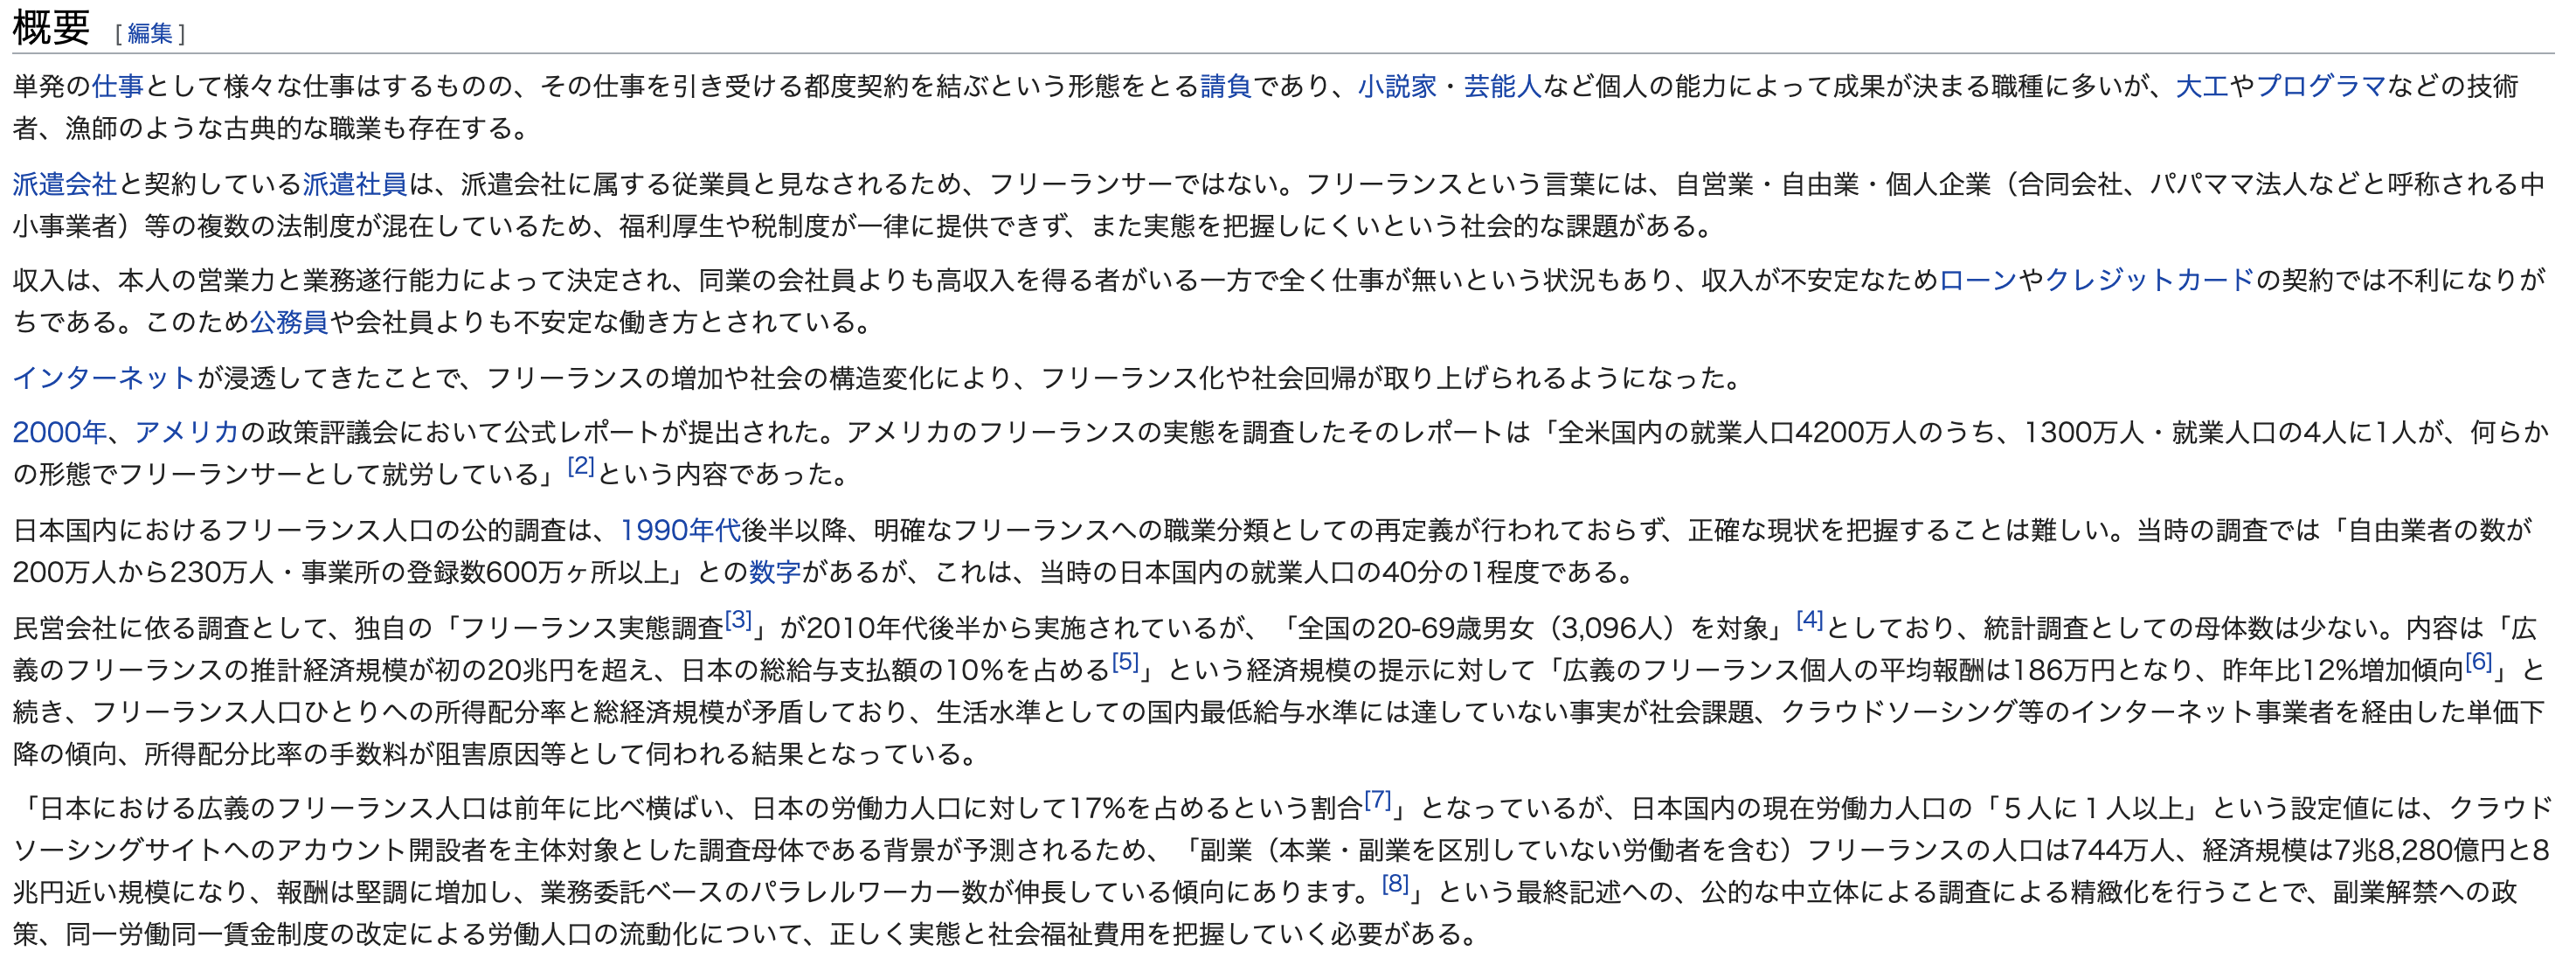 概要 [ 編集 ]
単発の仕事として様々な仕事はするものの、その仕事を引き受ける都度契約を結ぶという形態をとる請負であり、小説家・芸能人など個人の能力によって成果が決まる職種に多いが、大工やプログラマなどの技術
者、漁師のような古典的な職業も存在する。
派遣会社と契約している派遣社員は、派遣会社に属する従業員と見なされるため、フリーランサーではない。フリーランスという言葉には、自営業・自由業・個人企業（合同会社、パパママ法人などと呼称される中
小事業者）等の複数の法制度が混在しているため、福利厚生や税制度が一律に提供できず、また実態を把握しにくいという社会的な課題がある。
収入は、本人の営業力と業務遂行能力によって決定され、同業の会社員よりも高収入を得る者がいる一方で全く仕事が無いという状況もあり、収入が不安定なためローンやクレジットカードの契約では不利になりが
ちである。このため公務員や会社員よりも不安定な働き方とされている。
インターネットが浸透してきたことで、フリーランスの増加や社会の構造変化により、フリーランス化や社会回帰が取り上げられるようになった。
2000年、アメリカの政策評議会において公式レポートが提出された。アメリカのフリーランスの実態を調査したそのレポートは「全米国内の就業人口4200万人のうち、1300万人・就業人口の4人に1人が、何らか
の形態でフリーランサーとして就労している」[2]という内容であった。
日本国内におけるフリーランス人口の公的調査は、1990年代後半以降、明確なフリーランスへの職業分類としての再定義が行われておらず、正確な現状を把握することは難しい。当時の調査では「自由業者の数が
200万人から230万人・事業所の登録数600万ヶ所以上」との数字があるが、これは、当時の日本国内の就業人口の40分の1程度である。
民営会社に依る調査として、独自の「フリーランス実態調査[3]」が2010年代後半から実施されているが、「全国の20-69歳男女（3,096人）を対象」[4]としており、統計調査としての母体数は少ない。内容は「広
義のフリーランスの推計経済規模が初の20兆円を超え、日本の総給与支払額の10%を占める[5]」という経済規模の提示に対して「広義のフリーランス個人の平均報酬は186万円となり、昨年比12%増加傾向[6]」と
続き、フリーランス人口ひとりへの所得配分率と総経済規模が矛盾しており、生活水準としての国内最低給与水準には達していない事実が社会課題、クラウドソーシング等のインターネット事業者を経由した単価下
降の傾向、所得配分比率の手数料が阻害原因等として伺われる結果となっている。
「日本における広義のフリーランス人口は前年に比べ横ばい、日本の労働力人口に対して17%を占めるという割合[7]」となっているが、日本国内の現在労働力人口の「５人に１人以上」という設定値には、クラウド
ソーシングサイトへのアカウント開設者を主体対象とした調査母体である背景が予測されるため、「副業（本業・副業を区別していない労働者を含む）フリーランスの人口は744万人、経済規模は7兆8,280億円と8
兆円近い規模になり、報酬は堅調に増加し、業務委託ベースのパラレルワーカー数が伸長している傾向にあります。[8]」という最終記述への、公的な中立体による調査による精緻化を行うことで、副業解禁への政
策、同一労働同一賃金制度の改定による労働人口の流動化について、正しく実態と社会福祉費用を把握していく必要がある。